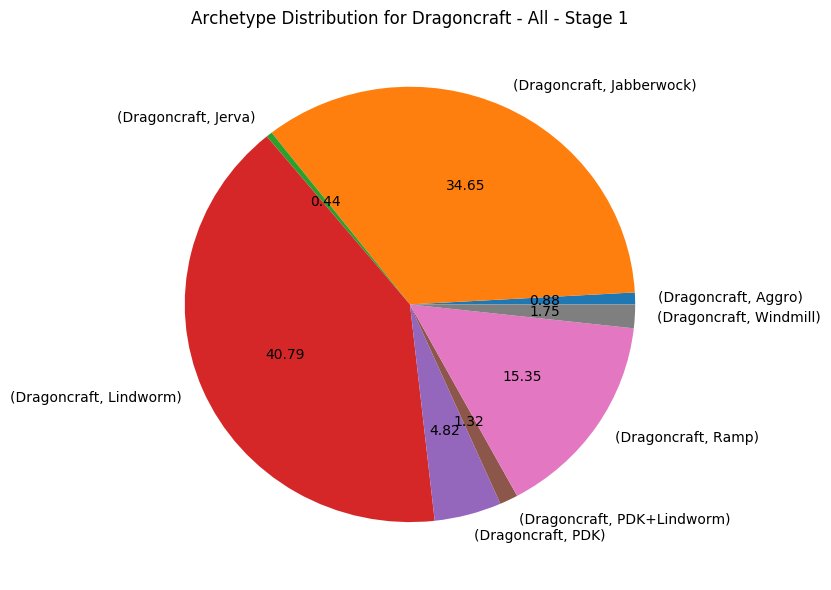 Archetype Distribution for Dragoncraft - All - Stage 1
(Dragoncraft, Jabberwock)
(Dragoncraft, Jerva)
34.65
0.44
(Dragoncraft, Aggro)
0.88
1.75
(Dragoncraft, Windmill)
40.79
15.35
(Dragoncraft, Lindworm)
1.32
4.82
(Dragoncraft, Ramp)
(Dragoncraft, PDK+Lindworm)
(Dragoncraft, PDK)